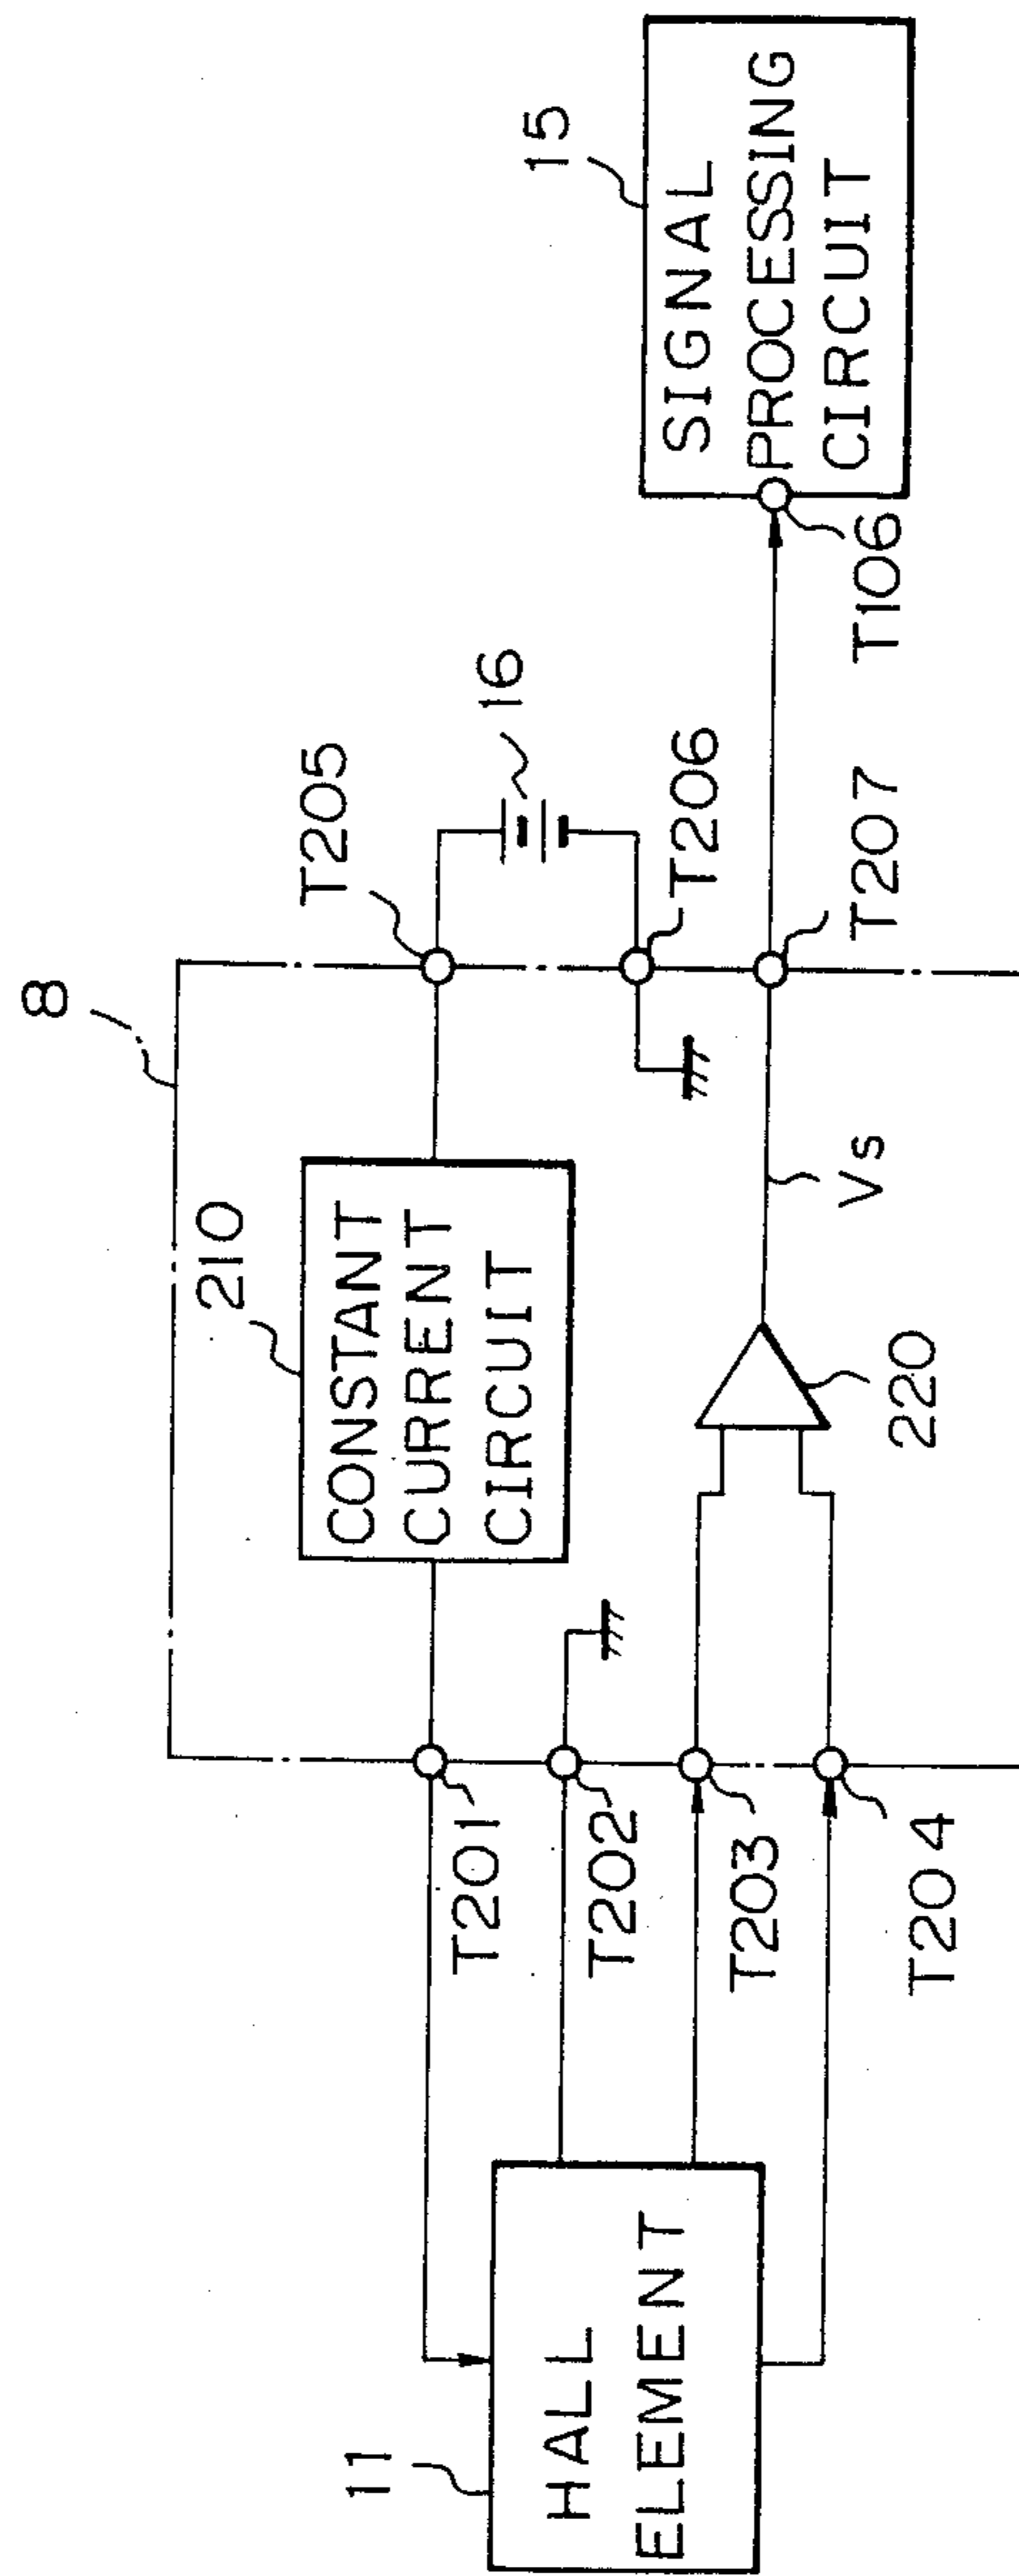 8
210
CONSTANT
CURRENT
CIRCUIT
T205
16
T206
15
SIGNAL
PROCESSING
CIRCUIT
T106
T207
Vs
220
T201
T202
T203
T204
11
HALL
ELEMENT